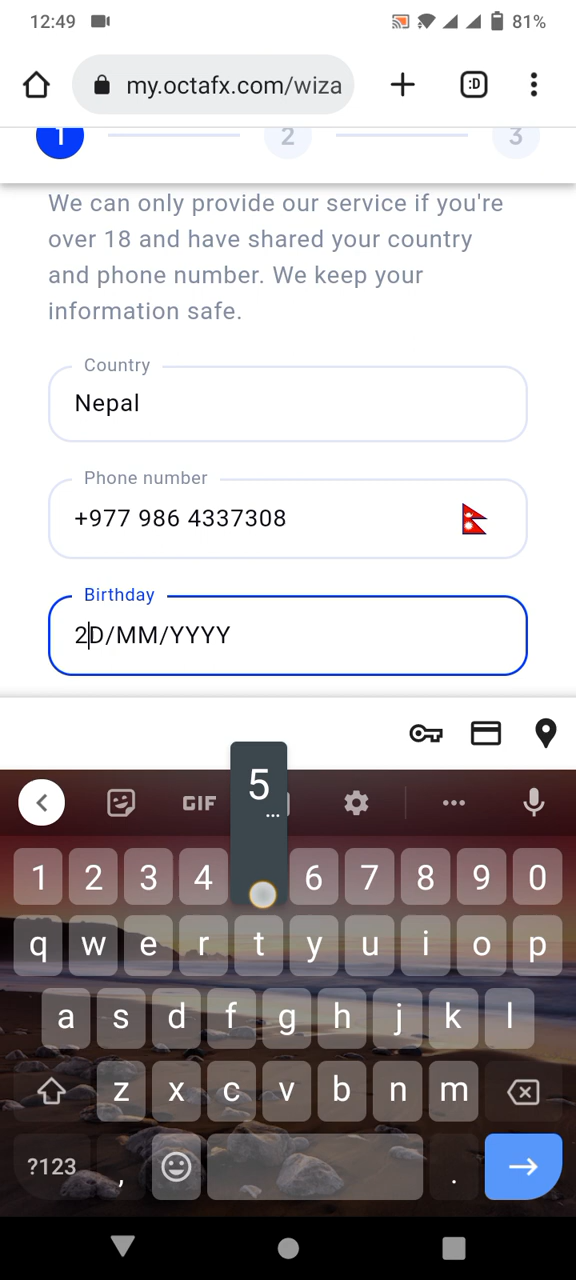 12:49
81%
my.octafx.com/wiza
:D
1
2
3
We can only provide our service if you're
over 18 and have shared your country
and phone number. We keep your
information safe.
Country
Nepal
Phone number
+977 986 4337308
Birthday
2D/MM/YYYY
GIF
5
...
1 2 3 4 6 7 8 9 0
q w e r t y u i o p
a s d f g h j k l
z x c v b n m
?123 , .